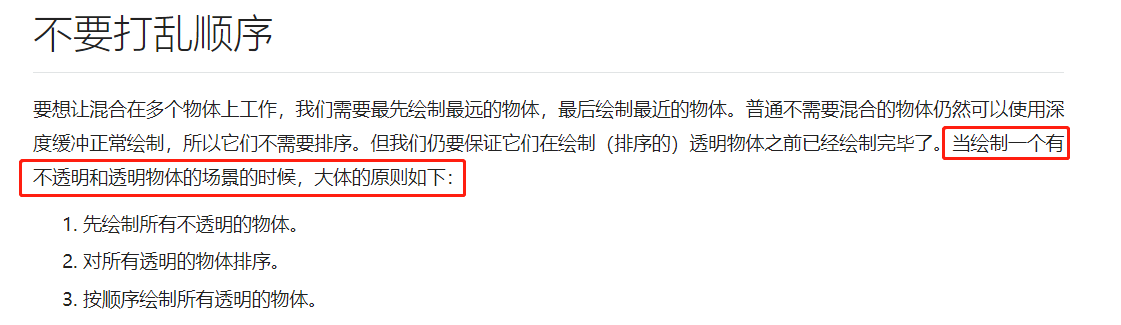 不要打乱顺序
要想让混合在多个物体上工作，我们需要最先绘制最远的物体，最后绘制最近的物体。普通不需要混合的物体仍然可以使用深
度缓冲正常绘制，所以它们不需要排序。但我们仍要保证它们在绘制（排序的）透明物体之前已经绘制完毕了。当绘制一个有
不透明和透明物体的场景的时候，大体的原则如下：
1. 先绘制所有不透明的物体。
2. 对所有透明的物体排序。
3. 按顺序绘制所有透明的物体。